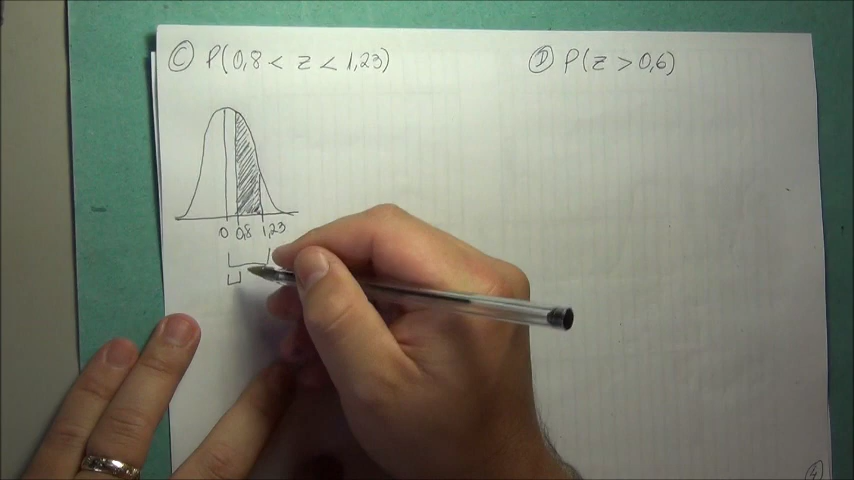 Ⓒ P(0,8 < z < 1,23)
Ⓓ P(z > 0,6)
0 0,8 1,23